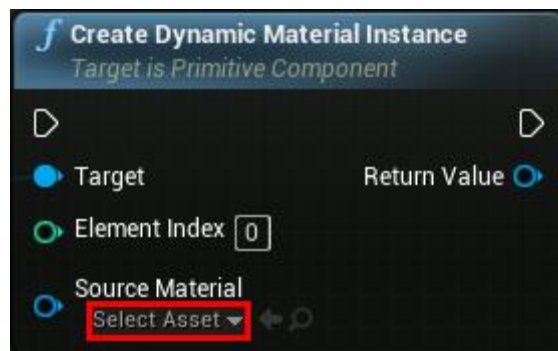 f Create Dynamic Material Instance
Target is Primitive Component
Target Return Value
Element Index 0
Source Material
Select Asset